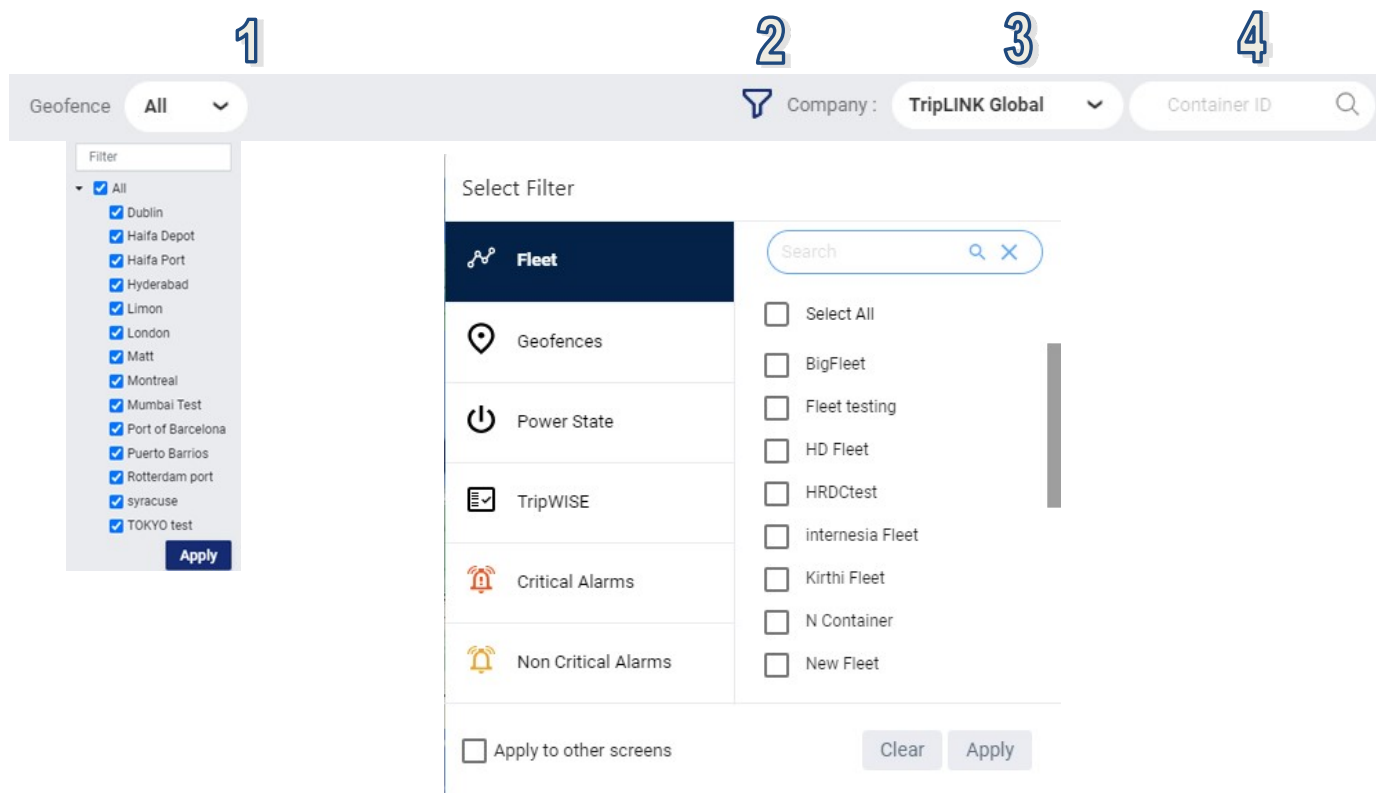 1 2 3 4
Geofence All Company : TripLINK Global Container ID
Filter
All
Dublin
Haifa Depot
Haifa Port
Hyderabad
Limon
London
Matt
Montreal
Mumbai Test
Port of Barcelona
Puerto Barrios
Rotterdam port
syracuse
TOKYO test
Apply
Select Filter
Fleet
Geofences
Power State
TripWISE
Critical Alarms
Non Critical Alarms
Search
Select All
BigFleet
Fleet testing
HD Fleet
HRDCtest
internesia Fleet
Kirthi Fleet
N Container
New Fleet
Apply to other screens Clear Apply